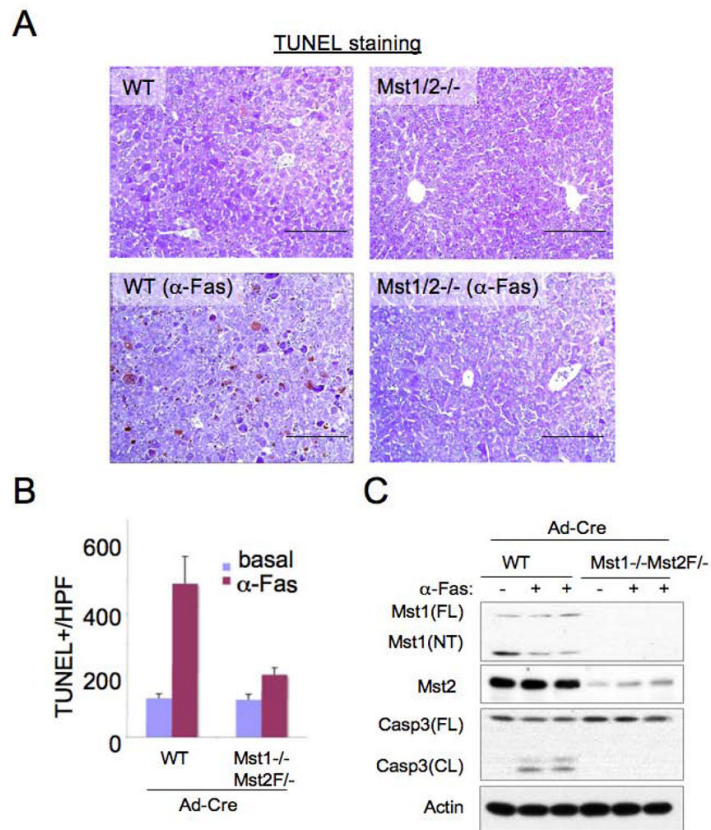 A
TUNEL staining
WT
Mst1/2-/-
WT (α-Fas)
Mst1/2-/- (α-Fas)
B
600
400
200
0
TUNEL+/HPF
basal
α-Fas
WT
Mst1-/-
Mst2F/-
Ad-Cre
C
Ad-Cre
WT Mst1-/-Mst2F/-
α-Fas: - + + - + +
Mst1(FL)
Mst1(NT)
Mst2
Casp3(FL)
Casp3(CL)
Actin